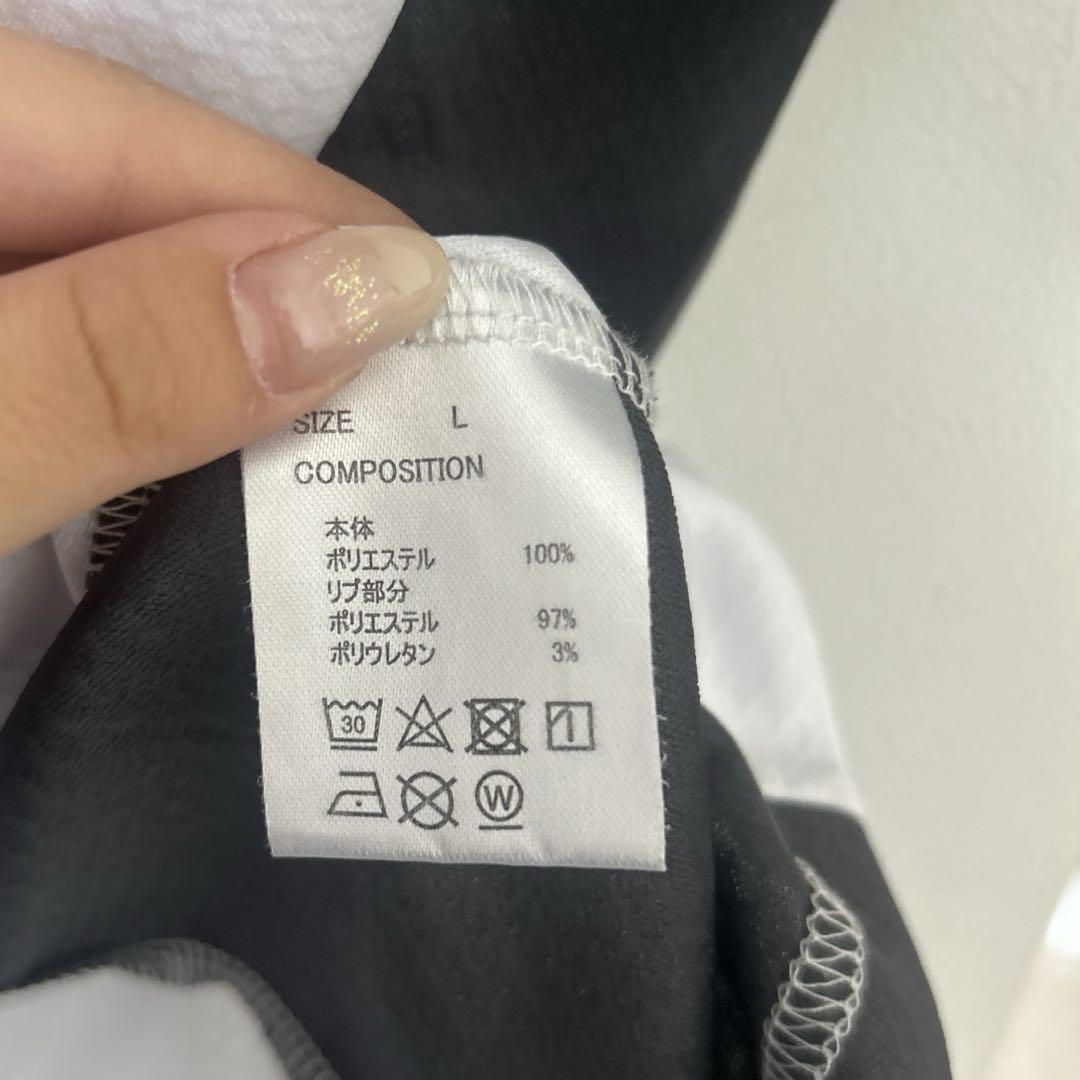 SIZE L
COMPOSITION
本体
ポリエステル 100%
リブ部分
ポリエステル 97%
ポリウレタン 3%
30
W